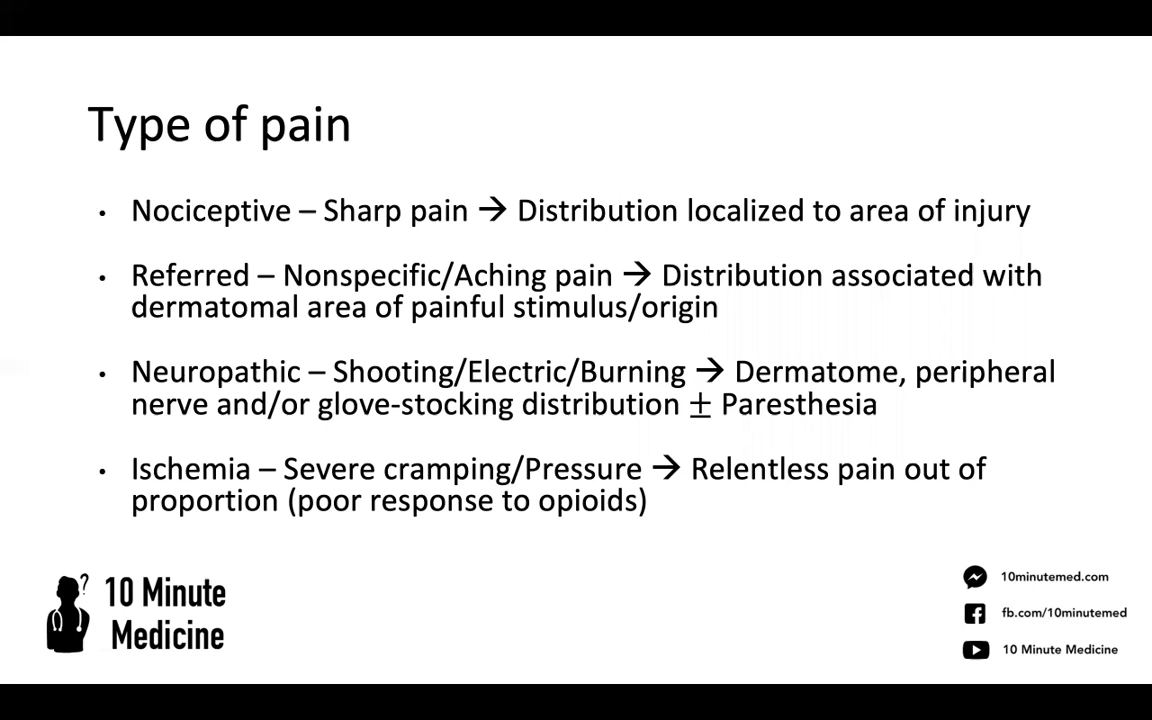 Type of pain
• Nociceptive – Sharp pain → Distribution localized to area of injury
• Referred – Nonspecific/Aching pain → Distribution associated with
dermatomal area of painful stimulus/origin
• Neuropathic – Shooting/Electric/Burning → Dermatome, peripheral
nerve and/or glove-stocking distribution ± Paresthesia
• Ischemia – Severe cramping/Pressure → Relentless pain out of
proportion (poor response to opioids)
?
10 Minute
Medicine
10minutemed.com
fb.com/10minutemed
10 Minute Medicine